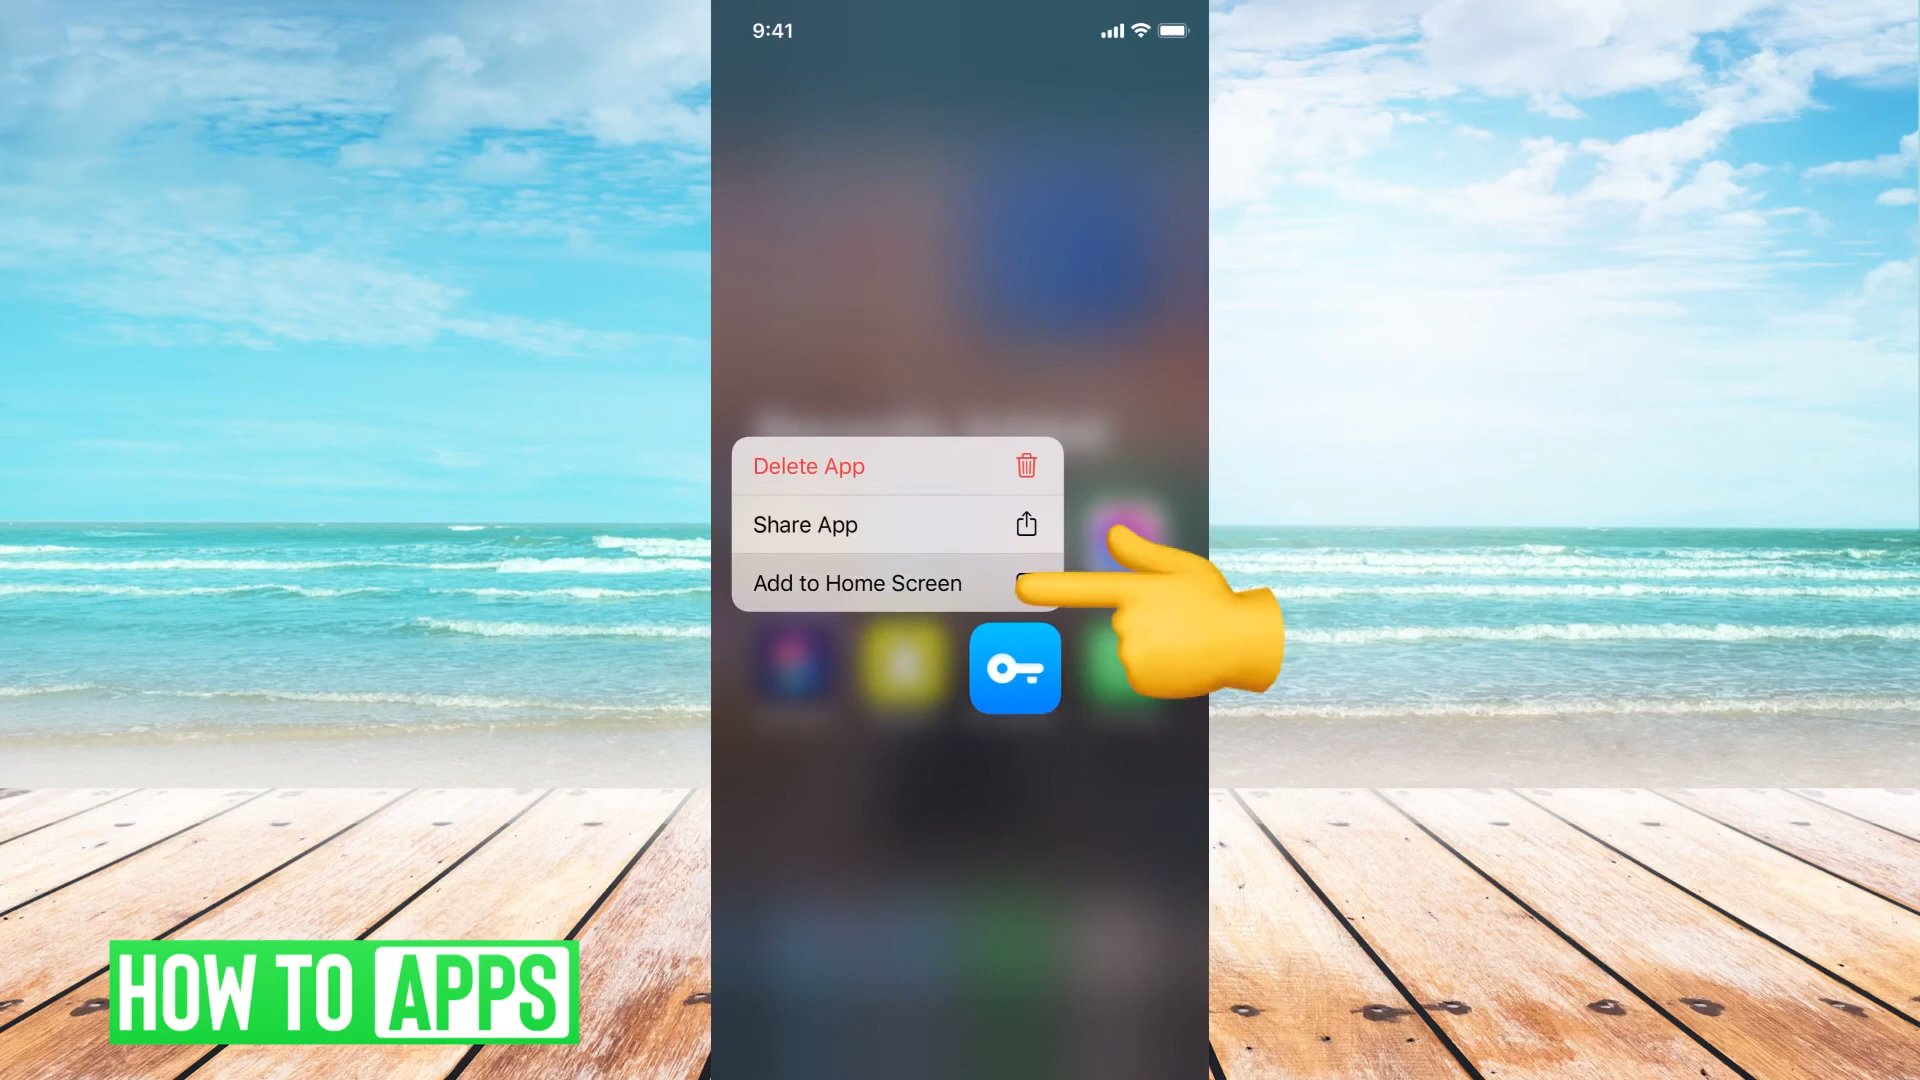 9:41
Delete App
Share App
Add to Home Screen
HOW TO APPS